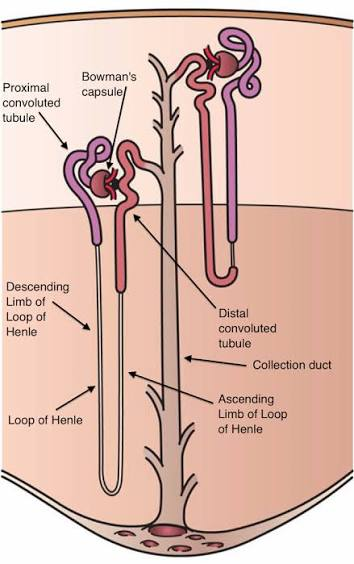 Bowman's
capsule
Proximal
convoluted
tubule
Descending
Limb of
Loop of
Henle
Distal
convoluted
tubule
Collection duct
Ascending
Limb of Loop
of Henle
Loop of Henle